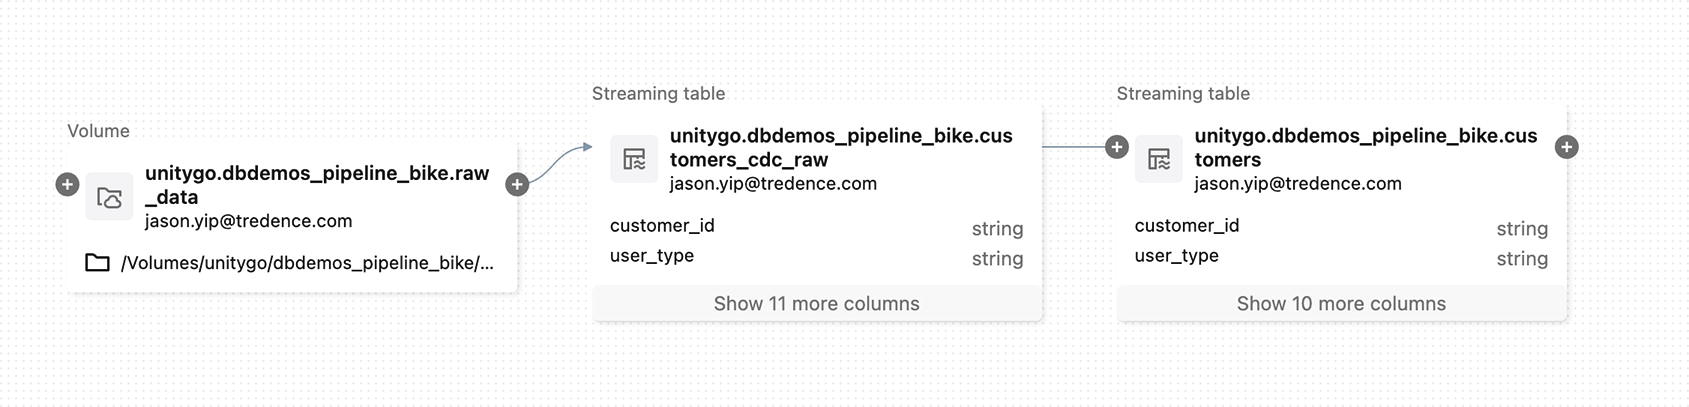 Volume
unitygo.dbdemos_pipeline_bike.raw
_data
jason.yip@tredence.com
/Volumes/unitygo/dbdemos_pipeline_bike/...
Streaming table
unitygo.dbdemos_pipeline_bike.cus
tomers_cdc_raw
jason.yip@tredence.com
customer_id string
user_type string
Show 11 more columns
Streaming table
unitygo.dbdemos_pipeline_bike.cus
tomers
jason.yip@tredence.com
customer_id string
user_type string
Show 10 more columns